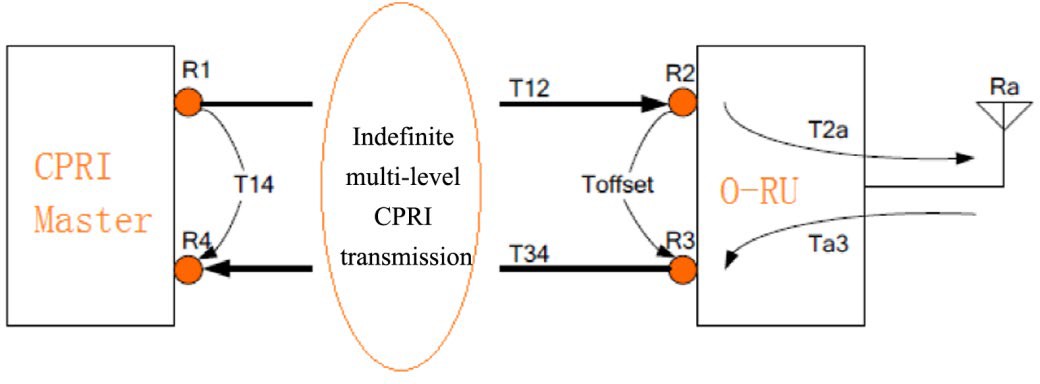 R1
CPRI
Master
T14
R4
Indefinite
multi-level
CPRI
transmission
T12
T34
R2
Toffset
R3
O-RU
T2a
Ta3
Ra